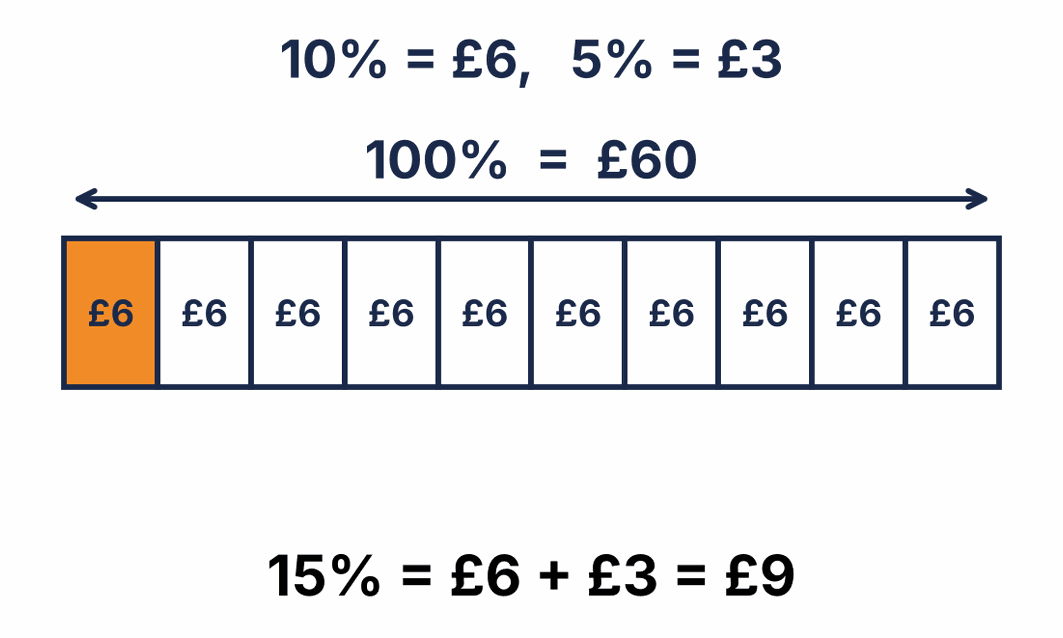 10% = £6, 5% = £3
100% = £60
£6 £6 £6 £6 £6 £6 £6 £6 £6 £6
15% = £6 + £3 = £9